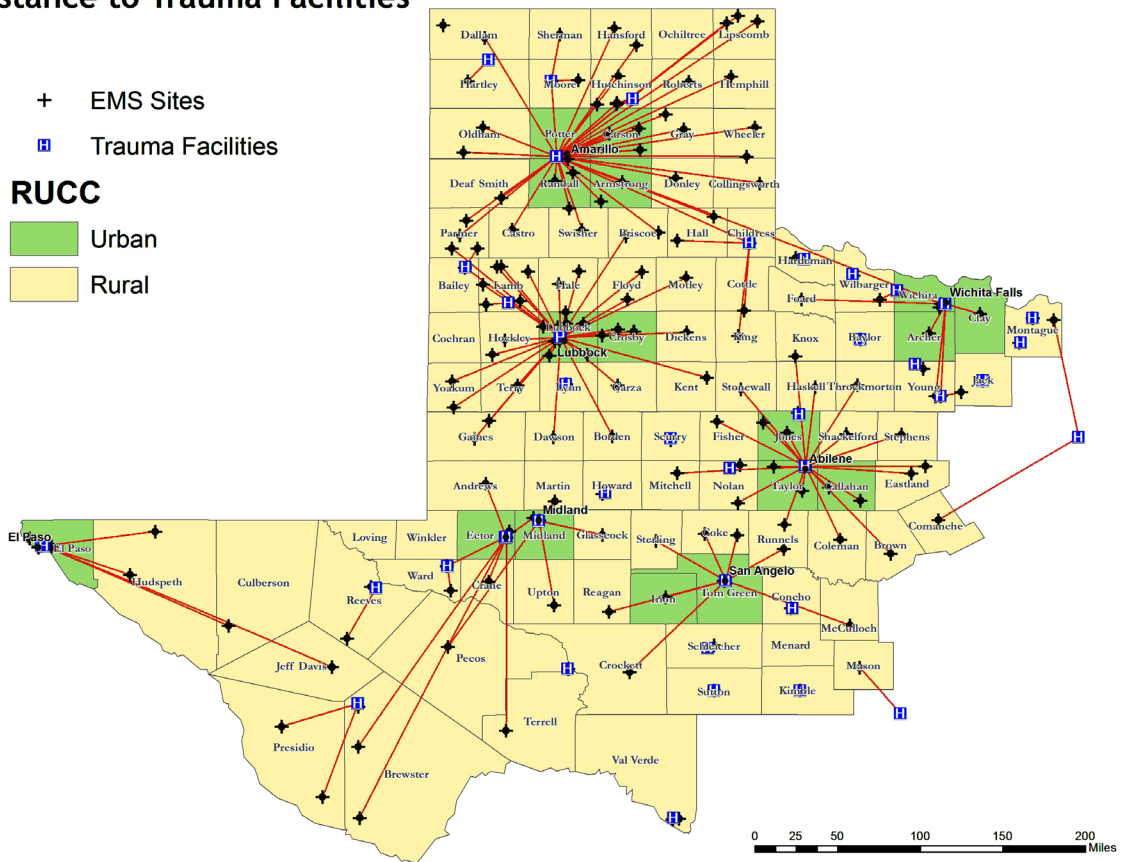 stance to Trauma Facilities
EMS Sites
Trauma Facilities
RUCC
Urban
Rural
Dallam
Sherman
Hansford
Ochiltree
Lipscomb
Hartley
Moore
Hutchinson
Roberts
Hemphill
Oldham
Potter
Carson
Gray
Wheeler
Amarillo
Deaf Smith
Randall
Armstrong
Donley
Collingsworth
Parmer
Castro
Swisher
Briscoe
Hall
Childress
Hardeman
Bailey
Lamb
Hale
Floyd
Motley
Cottle
Wilbarger
Foard
Wichita
Wichita Falls
Clay
Montague
Cochran
Hockley
Lubbock
Crosby
Dickens
King
Knox
Baylor
Archer
Lubbock
Yoakum
Terry
Lynn
Garza
Kent
Stonewall
Haskell
Throckmorton
Young
Jack
Gaines
Dawson
Borden
Scurry
Fisher
Jones
Shackelford
Stephens
Abilene
Andrews
Martin
Howard
Mitchell
Nolan
Taylor
Callahan
Eastland
Midland
El Paso
El Paso
Loving
Winkler
Ector
Midland
Glasscock
Sterling
Coke
Runnels
Coleman
Brown
Comanche
Hudspeth
Culberson
Reeves
Ward
Crane
Upton
Reagan
Irion
San Angelo
Tom Green
Concho
McCulloch
Jeff Davis
Pecos
Crockett
Schleicher
Menard
Mason
Sutton
Kimble
Presidio
Brewster
Terrell
Val Verde
0 25 50 100 150 200
Miles